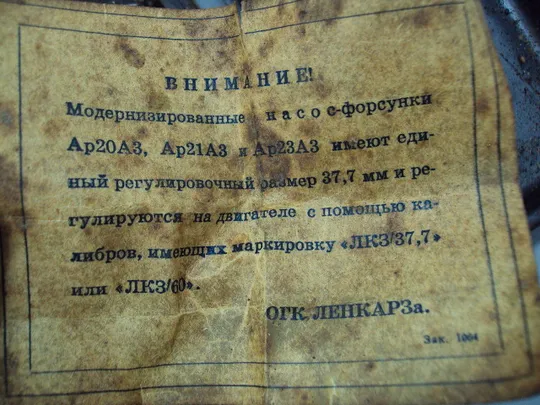 ВНИМАНИЕ!
Модернизированные насос-форсунки
Ар20А3, Ар21А3 и Ар23А3 имеют еди-
ный регулировочный размер 37,7 мм и ре-
гулируются на двигателе с помощью ка-
либров, имеющих маркировку «ЛКЗ/37,7»
или «ЛКЗ/60».
ОГК ЛЕНКАРЗа.
Зак. 1064